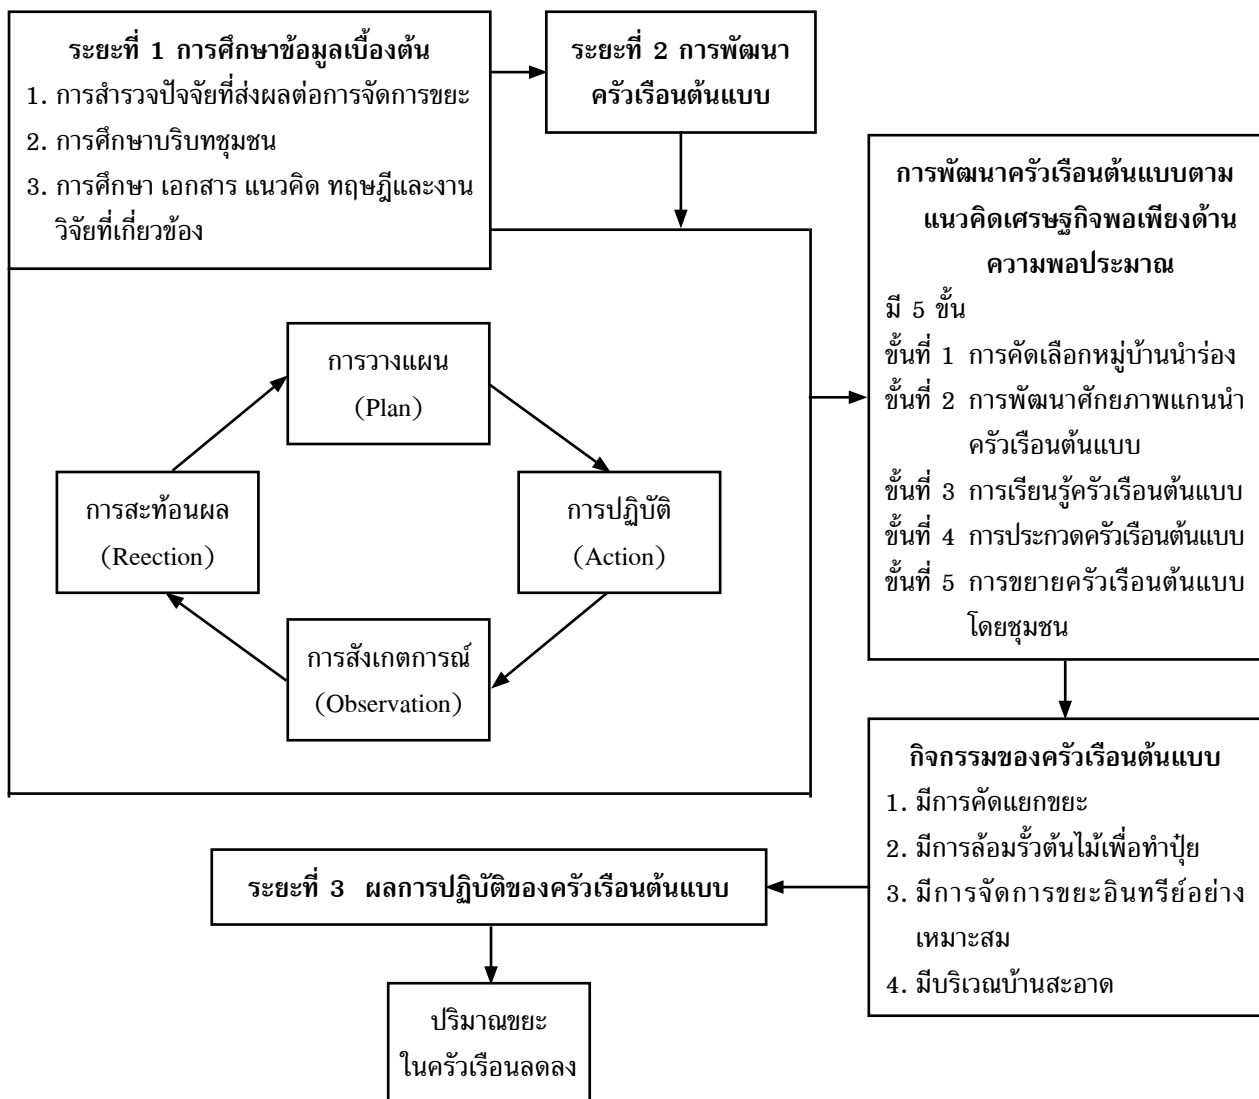 ระยะที่ 1 การศึกษาข้อมูลเบื้องต้น
1. การสำรวจปัจจัยที่ส่งผลต่อการจัดการขยะ
2. การศึกษาบริบทชุมชน
3. การศึกษา เอกสาร แนวคิด ทฤษฎีและงาน
วิจัยที่เกี่ยวข้อง
ระยะที่ 2 การพัฒนา
ครัวเรือนต้นแบบ
การวางแผน
(Plan)
การปฏิบัติ
(Action)
การสังเกตการณ์
(Observation)
การสะท้อนผล
(Reection)
การพัฒนาครัวเรือนต้นแบบตาม
แนวคิดเศรษฐกิจพอเพียงด้าน
ความพอประมาณ
มี 5 ขั้น
ขั้นที่ 1 การคัดเลือกหมู่บ้านนำร่อง
ขั้นที่ 2 การพัฒนาศักยภาพแกนนำ
ครัวเรือนต้นแบบ
ขั้นที่ 3 การเรียนรู้ครัวเรือนต้นแบบ
ขั้นที่ 4 การประกวดครัวเรือนต้นแบบ
ขั้นที่ 5 การขยายครัวเรือนต้นแบบ
โดยชุมชน
กิจกรรมของครัวเรือนต้นแบบ
1. มีการคัดแยกขยะ
2. มีการล้อมรั้วต้นไม้เพื่อทำปุ๋ย
3. มีการจัดการขยะอินทรีย์อย่าง
เหมาะสม
4. มีบริเวณบ้านสะอาด
ระยะที่ 3 ผลการปฏิบัติของครัวเรือนต้นแบบ
ปริมาณขยะ
ในครัวเรือนลดลง